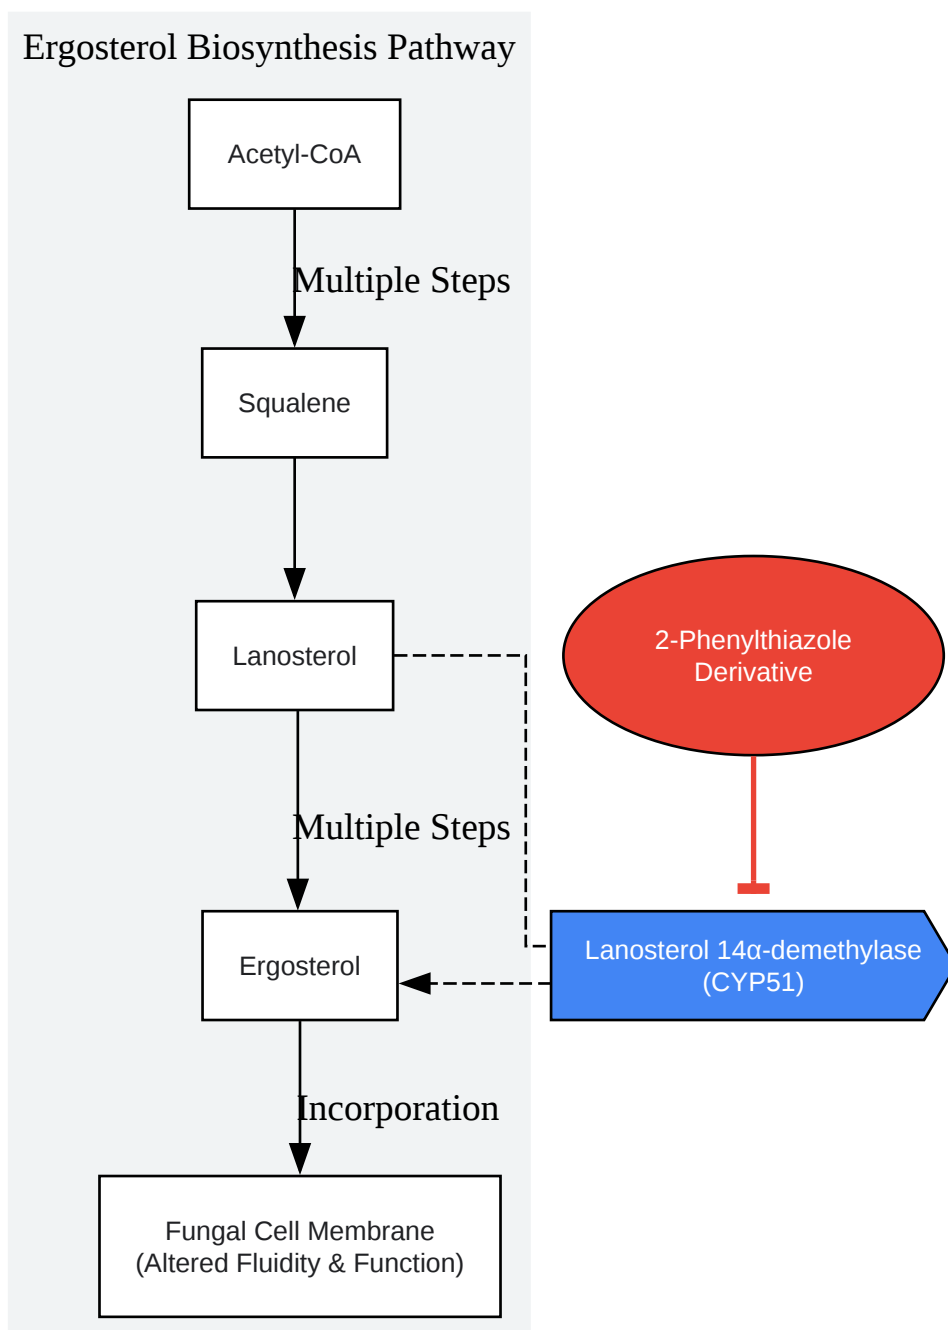 Ergosterol Biosynthesis Pathway
Acetyl-CoA
Multiple Steps
Squalene
Lanosterol
2-Phenylthiazole
Derivative
Multiple Steps
Ergosterol
Lanosterol 14α-demethylase
(CYP51)
Incorporation
Fungal Cell Membrane
(Altered Fluidity & Function)